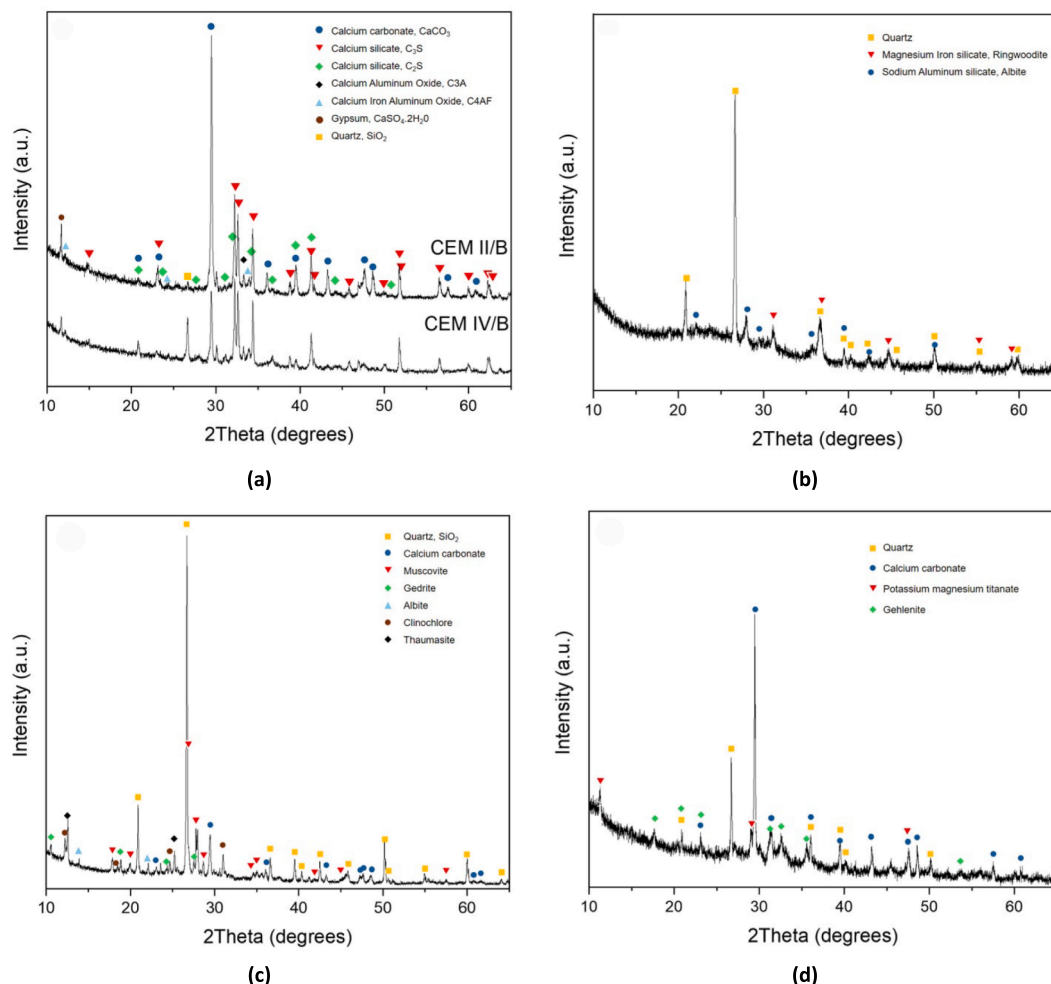 Intensity (a.u.)
Calcium carbonate, CaCO₃
Calcium silicate, C₃S
Calcium silicate, C₂S
Calcium Aluminum Oxide, C3A
Calcium Iron Aluminum Oxide, C4AF
Gypsum, CaSO₄.2H₂0
Quartz, SiO₂
CEM II/B
CEM IV/B
10 20 30 40 50 60
2Theta (degrees)
(a)
Intensity (a.u.)
Quartz
Magnesium Iron silicate, Ringwoodite
Sodium Aluminum silicate, Albite
10 20 30 40 50 60
2Theta (degrees)
(b)
Intensity (a.u.)
Quartz, SiO₂
Calcium carbonate
Muscovite
Gedrite
Albite
Clinochlore
Thaumasite
10 20 30 40 50 60
2Theta (degrees)
(c)
Intensity (a.u.)
Quartz
Calcium carbonate
Potassium magnesium titanate
Gehlenite
10 20 30 40 50 60
2Theta (degrees)
(d)